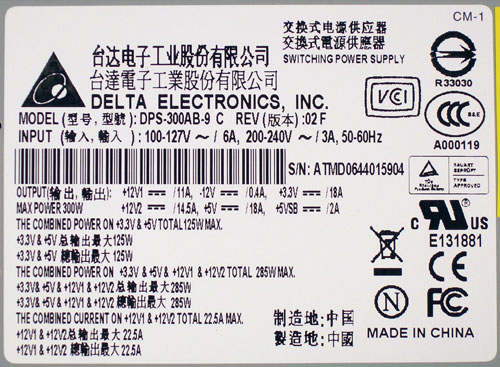 CM-1
台达电子工业股份有限公司
台達電子工業股份有限公司
DELTA ELECTRONICS, INC.
交换式电源供应器
交換式電源供應器
SWITCHING POWER SUPPLY
MODEL (型号, 型號): DPS-300AB-9 C REV (版本) :02 F
INPUT (输入, 輸入) : 100-127V ~ / 6A, 200-240V ~ / 3A, 50-60Hz
S/N: ATMD0644015904
OUTPUT(输出, 輸出): +12V1 ⎓ /11A, -12V ⎓ /0.4A, +3.3V ⎓ /18A
MAX POWER 300W +12V2 ⎓ /14.5A, +5V ⎓ /18A, +5VSB ⎓ /2A
THE COMBINED POWER ON +3.3V & +5V TOTAL 125W MAX.
+3.3V & +5V 总输出最大 125W
+3.3V & +5V 總輸出最大 125W
THE COMBINED POWER ON +3.3V & +5V & +12V1 & +12V2 TOTAL 285W MAX.
+3.3V & +5V & +12V1 & +12V2 总输出最大 285W
+3.3V & +5V & +12V1 & +12V2 總輸出最大 285W
THE COMBINED CURRENT ON +12V1 & +12V2 TOTAL 22.5A MAX.
+12V1 & +12V2 总输出最大 22.5A
+12V1 & +12V2 總輸出最大 22.5A
制造地: 中国
製造地: 中國
MADE IN CHINA
R33030
VCI
CCC
A000119
TYPE
APPROVED
c RU US
E131881
CE
N
FC